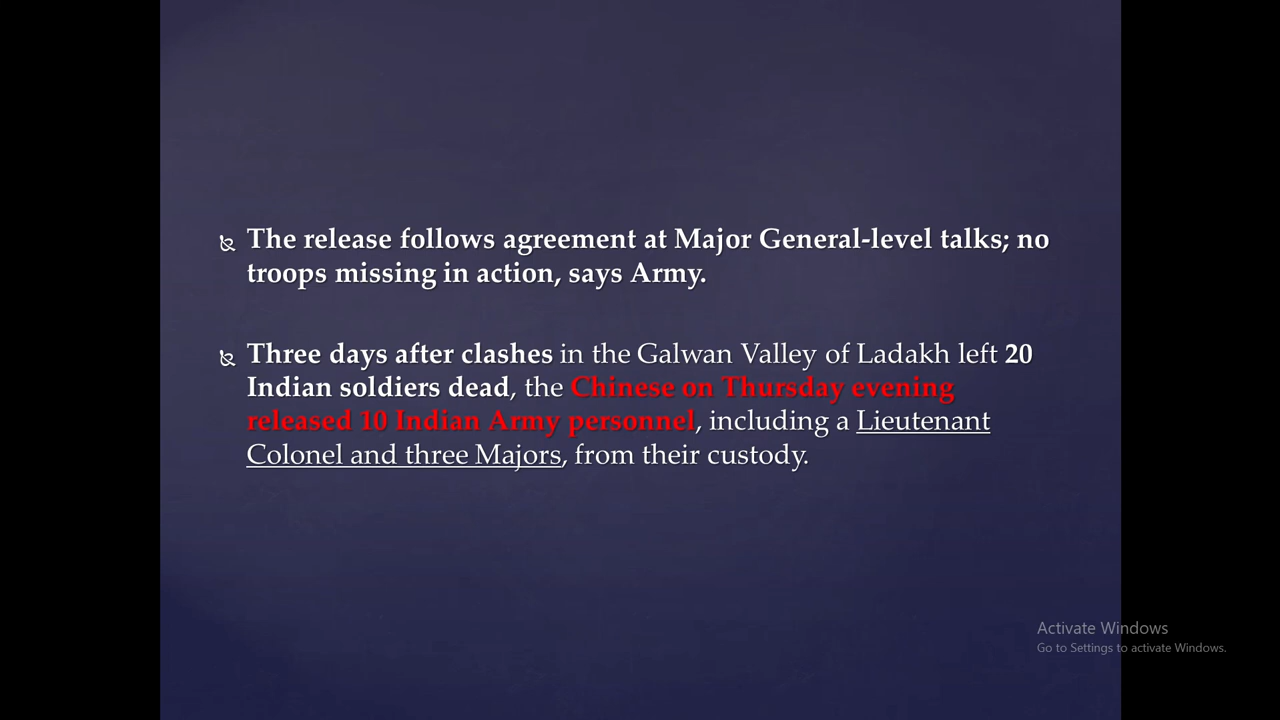 The release follows agreement at Major General-level talks; no
troops missing in action, says Army.
Three days after clashes in the Galwan Valley of Ladakh left 20
Indian soldiers dead, the Chinese on Thursday evening
released 10 Indian Army personnel, including a Lieutenant
Colonel and three Majors, from their custody.
Activate Windows
Go to Settings to activate Windows.